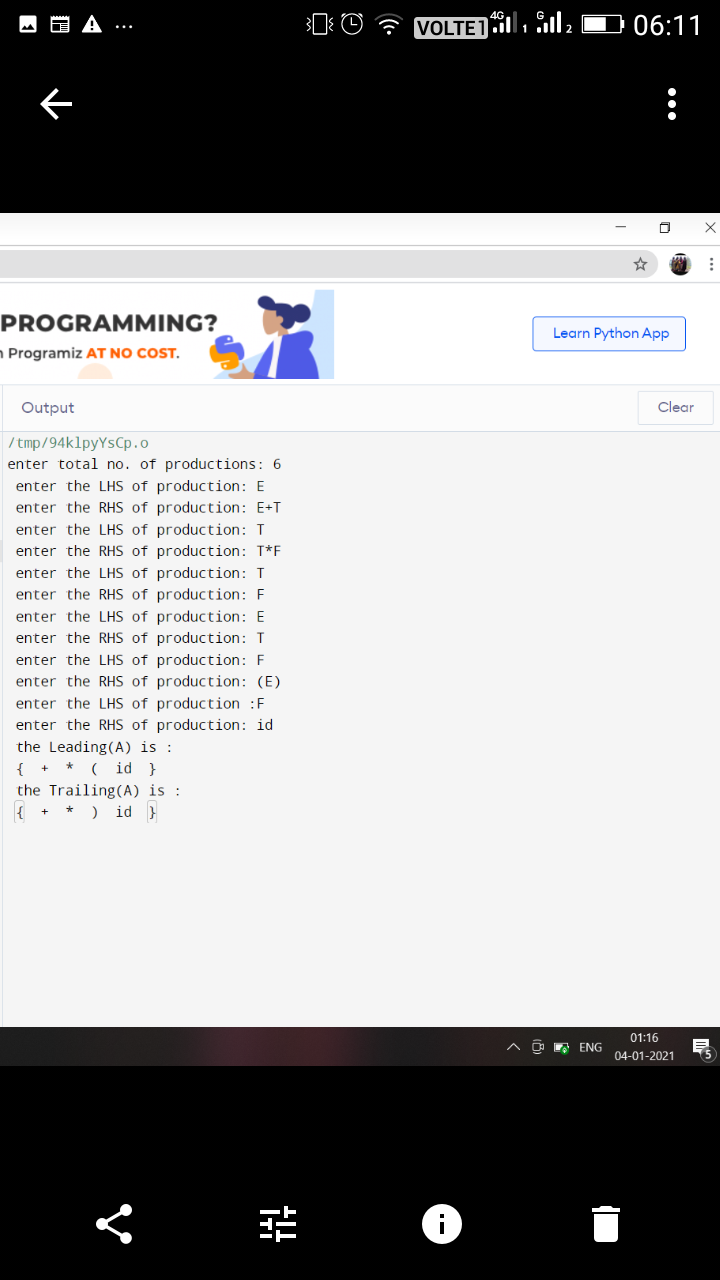 ... VOLTE1 4G 1 G 2 06:11
PROGRAMMING?
Programiz AT NO COST.
Learn Python App
Output Clear
/tmp/94klpyYsCp.o
enter total no. of productions: 6
enter the LHS of production: E
enter the RHS of production: E+T
enter the LHS of production: T
enter the RHS of production: T*F
enter the LHS of production: T
enter the RHS of production: F
enter the LHS of production: E
enter the RHS of production: T
enter the LHS of production: F
enter the RHS of production: (E)
enter the LHS of production :F
enter the RHS of production: id
the Leading(A) is :
{ + * ( id }
the Trailing(A) is :
{ + * ) id }
ENG 01:16
04-01-2021 5